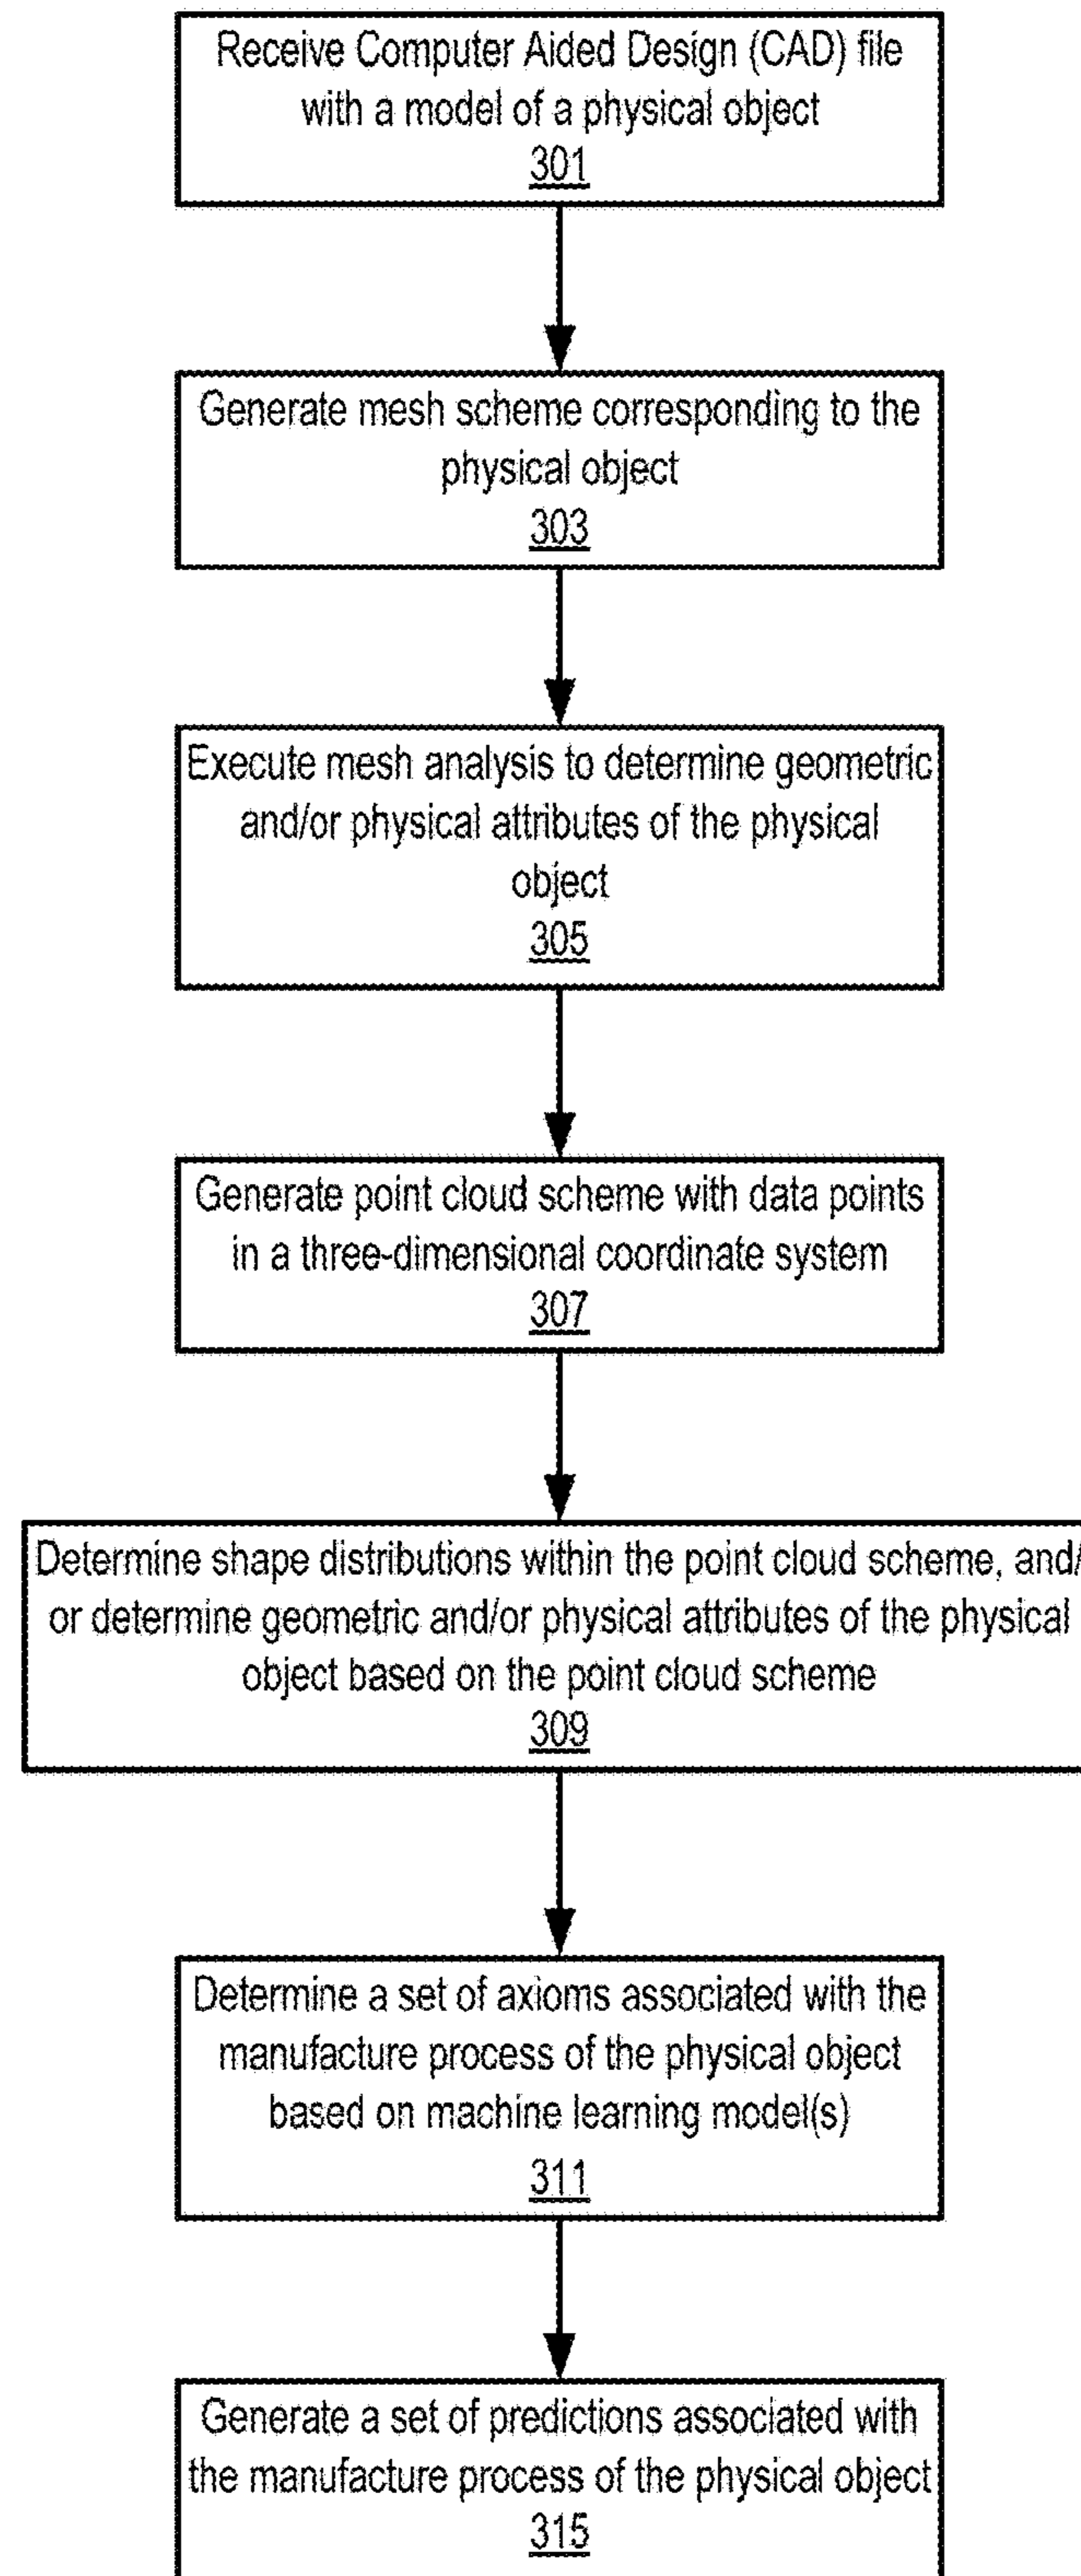 Receive Computer Aided Design (CAD) file
with a model of a physical object
301
Generate mesh scheme corresponding to the
physical object
303
Execute mesh analysis to determine geometric
and/or physical attributes of the physical
object
305
Generate point cloud scheme with data points
in a three-dimensional coordinate system
307
Determine shape distributions within the point cloud scheme, and/
or determine geometric and/or physical attributes of the physical
object based on the point cloud scheme
309
Determine a set of axioms associated with the
manufacture process of the physical object
based on machine learning model(s)
311
Generate a set of predictions associated with
the manufacture process of the physical object
315